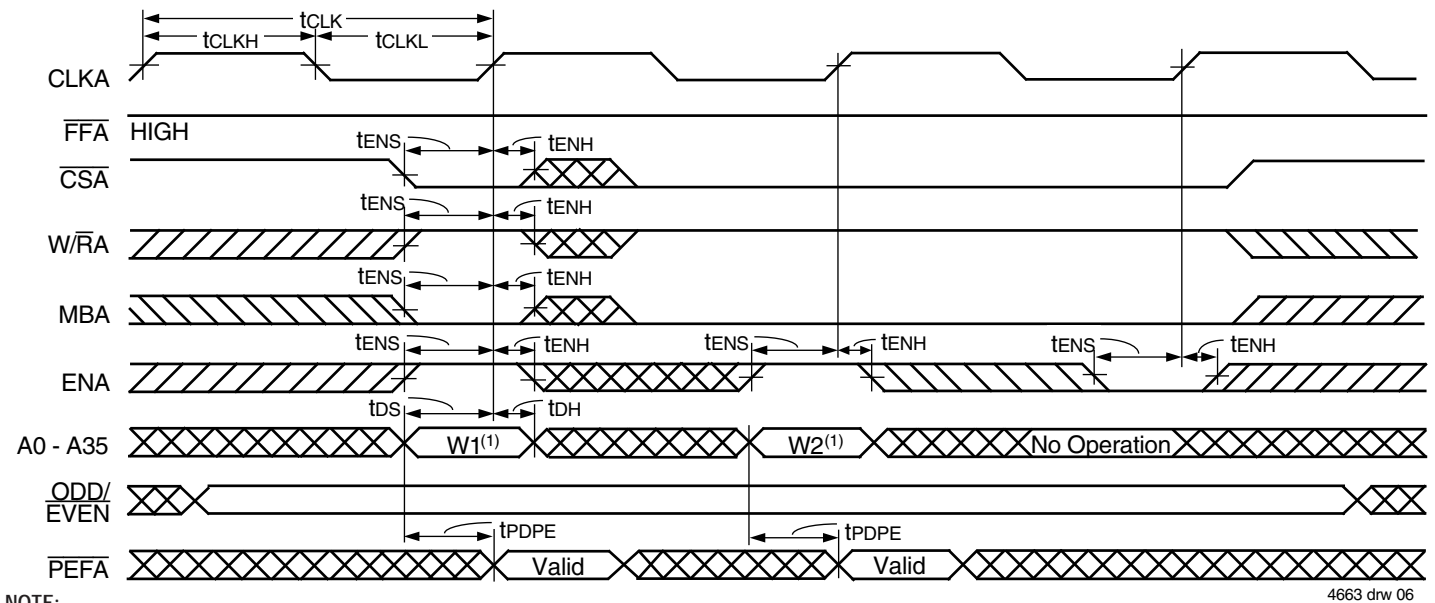 tCLK
tCLKH tCLKL
CLKA
FFA HIGH
tENS tENH
CSA
tENS tENH
W/RA
tENS tENH
MBA
tENS tENH tENS tENH tENS tENH
ENA
tDS tDH
A0 - A35 W1(1) W2(1) No Operation
ODD/
EVEN
tPDPE tPDPE
PEFA Valid Valid
NOTE:
4663 drw 06